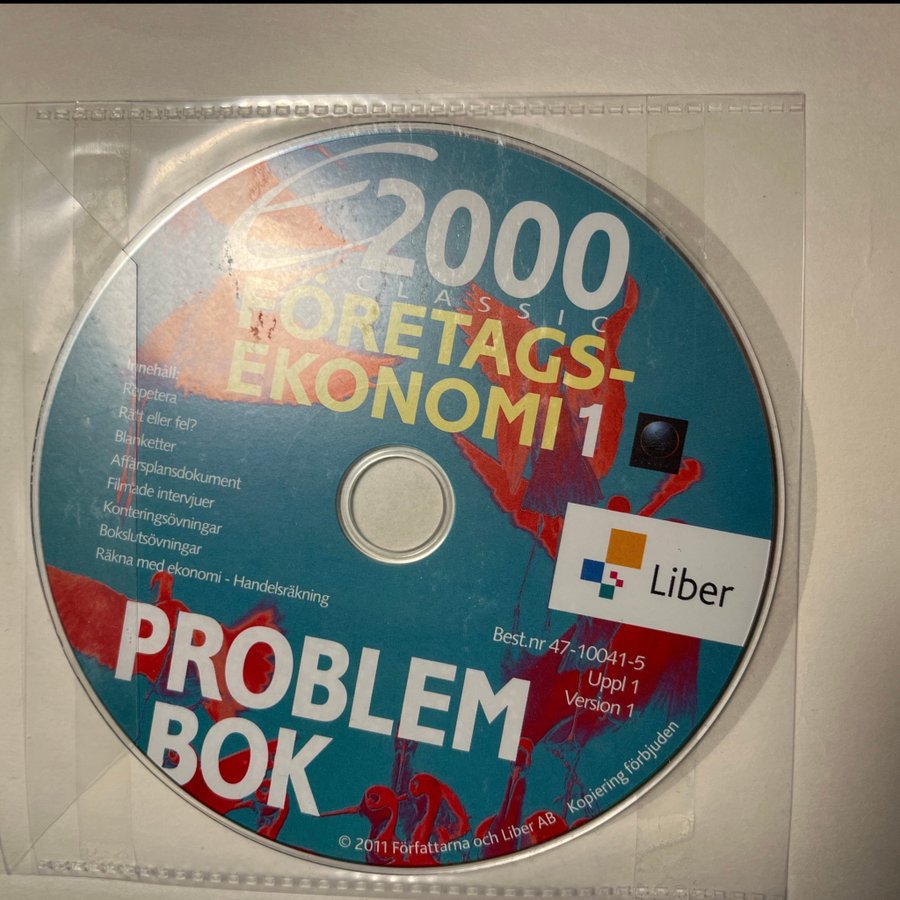 E2000
CLASSIC
FÖRETAGS-
EKONOMI 1
Innehåll:
Repetera
Rätt eller fel?
Blanketter
Affärsplansdokument
Filmade intervjuer
Konteringsövningar
Bokslutsövningar
Räkna med ekonomi - Handelsräkning
Liber
PROBLEM
BOK
Best.nr 47-10041-5
Uppl 1
Version 1
© 2011 Författarna och Liber AB Kopiering förbjuden